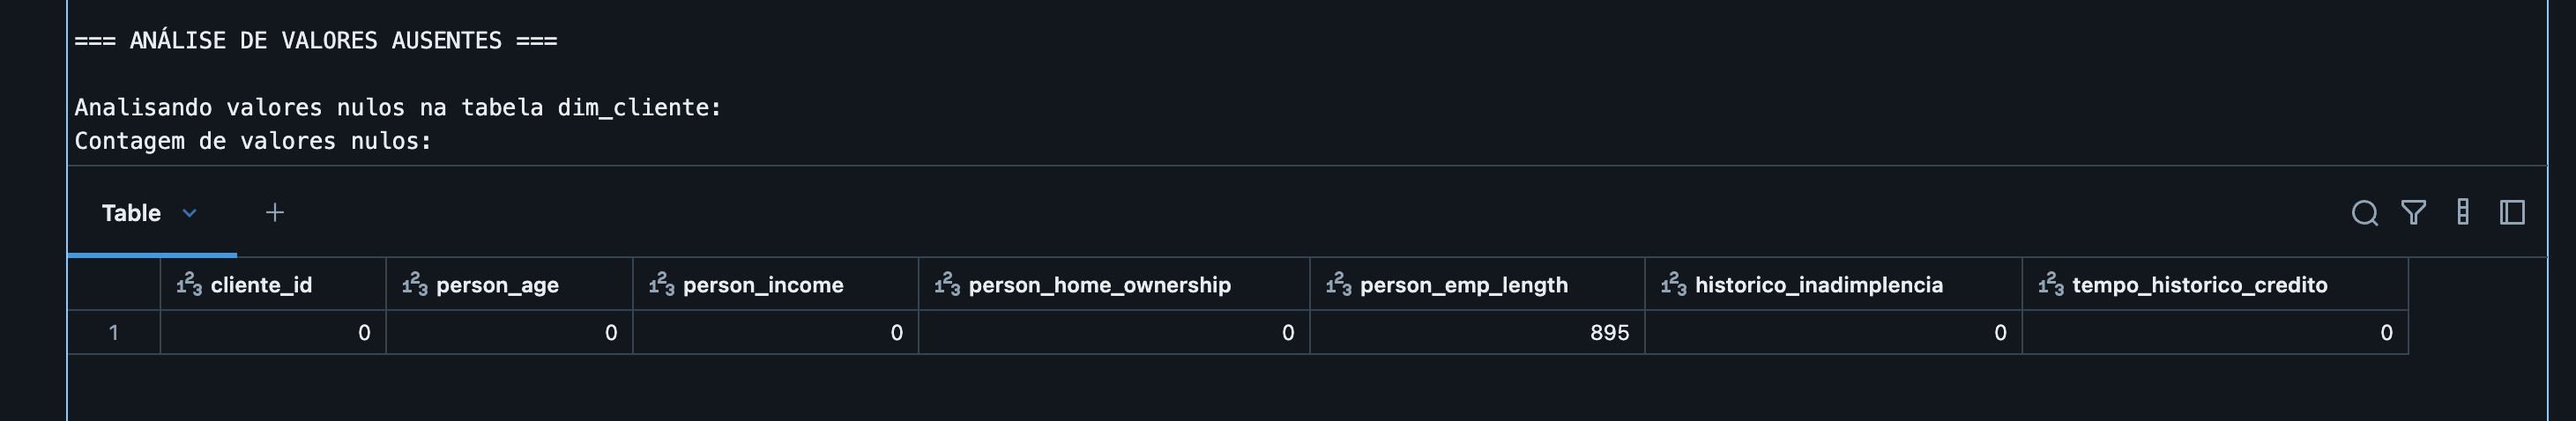 === ANÁLISE DE VALORES AUSENTES ===
Analisando valores nulos na tabela dim_cliente:
Contagem de valores nulos:
Table
cliente_id person_age person_income person_home_ownership person_emp_length historico_inadimplencia tempo_historico_credito
1 0 0 0 0 895 0 0